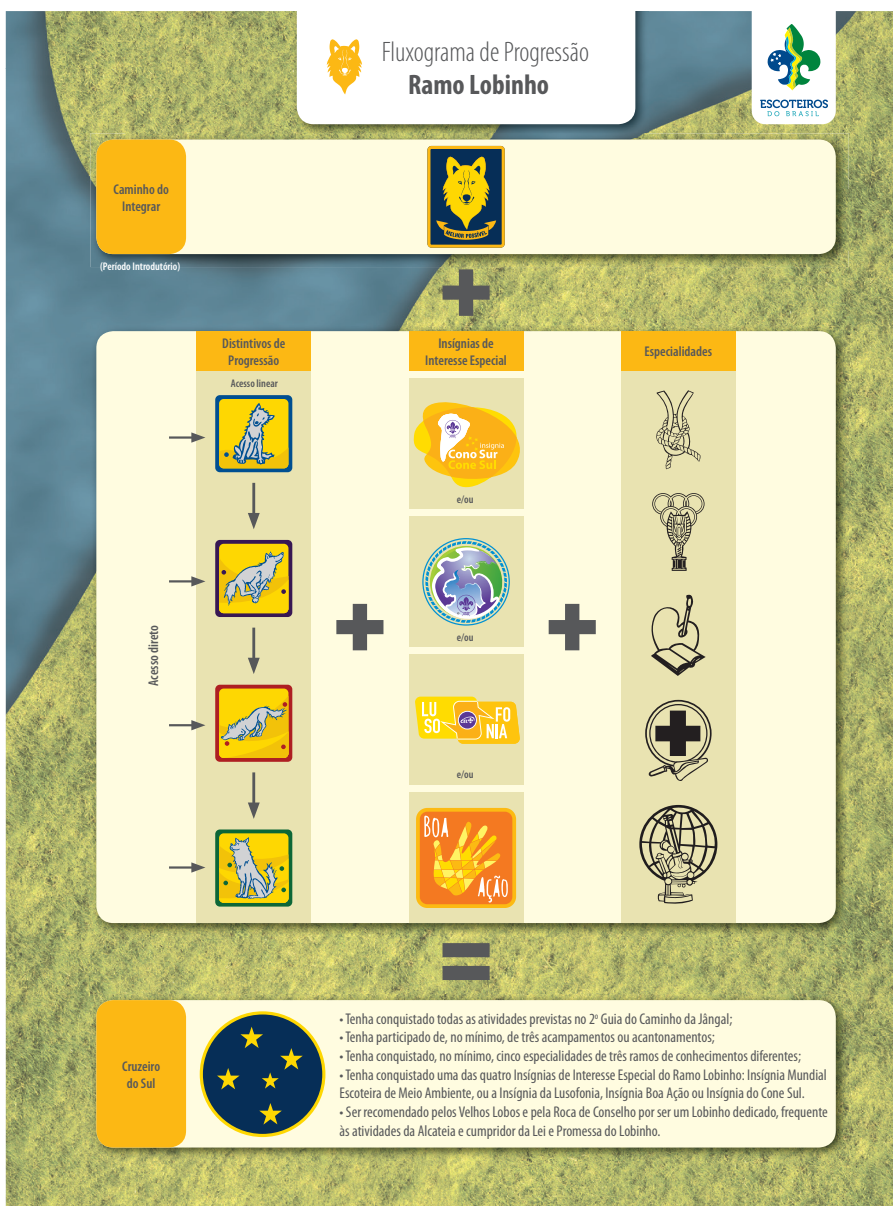 Fluxograma de Progressão
Ramo Lobinho
ESCOTEIROS
DO BRASIL
Caminho do
Integrar
MELHOR POSSÍVEL
(Período Introdutório)
Distintivos de
Progressão
Insígnias de
Interesse Especial
Especialidades
Acesso linear
Acesso direto
insignia
Cono Sur
Cone Sul
e/ou
e/ou
LU
SO
FO
NIA
e/ou
BOA
AÇÃO
Cruzeiro
do Sul
• Tenha conquistado todas as atividades previstas no 2º Guia do Caminho da Jângal;
• Tenha participado de, no mínimo, de três acampamentos ou acantonamentos;
• Tenha conquistado, no mínimo, cinco especialidades de três ramos de conhecimentos diferentes;
• Tenha conquistado uma das quatro Insígnias de Interesse Especial do Ramo Lobinho: Insígnia Mundial
Escoteira de Meio Ambiente, ou a Insígnia da Lusofonia, Insígnia Boa Ação ou Insígnia do Cone Sul.
• Ser recomendado pelos Velhos Lobos e pela Roca de Conselho por ser um Lobinho dedicado, frequente
às atividades da Alcateia e cumpridor da Lei e Promessa do Lobinho.